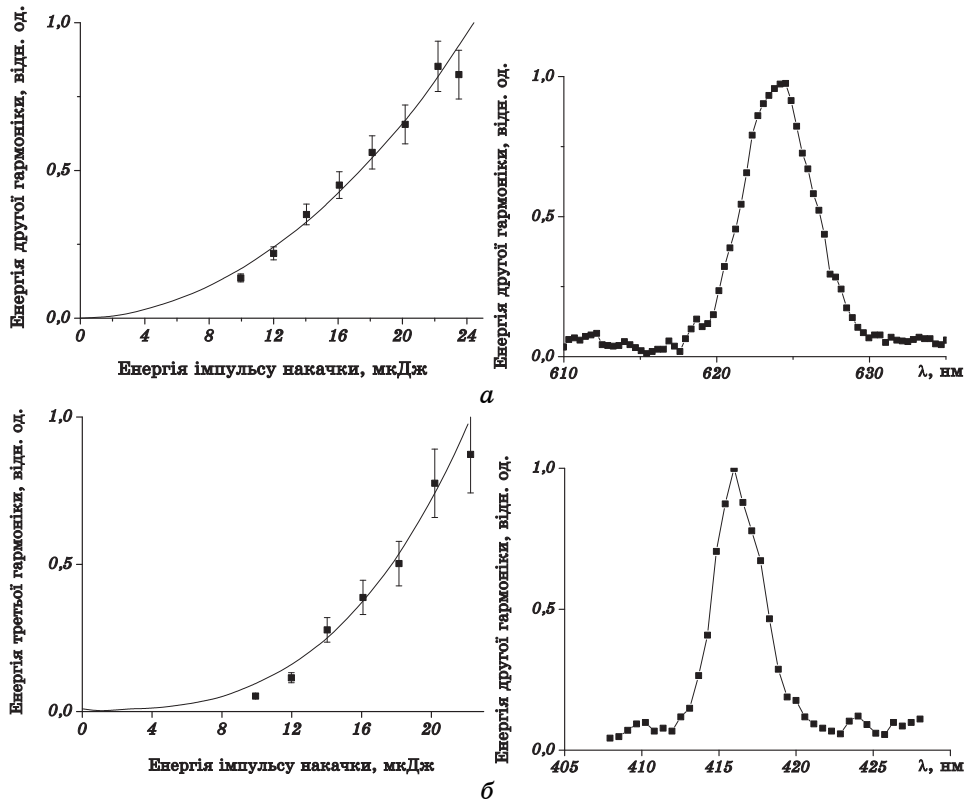 Енергія другої гармоніки, відн. од.
1,0
0,5
0,0
0 4 8 12 16 20 24
Енергія імпульсу накачки, мкДж
Енергія другої гармоніки, відн. од.
1,0
0,5
0,0
610 620 630 λ, нм
а
Енергія третьої гармоніки, відн. од.
1,0
0,5
0,0
0 4 8 12 16 20
Енергія імпульсу накачки, мкДж
Енергія другої гармоніки, відн. од.
1,0
0,5
0,0
405 410 415 420 425 λ, нм
б